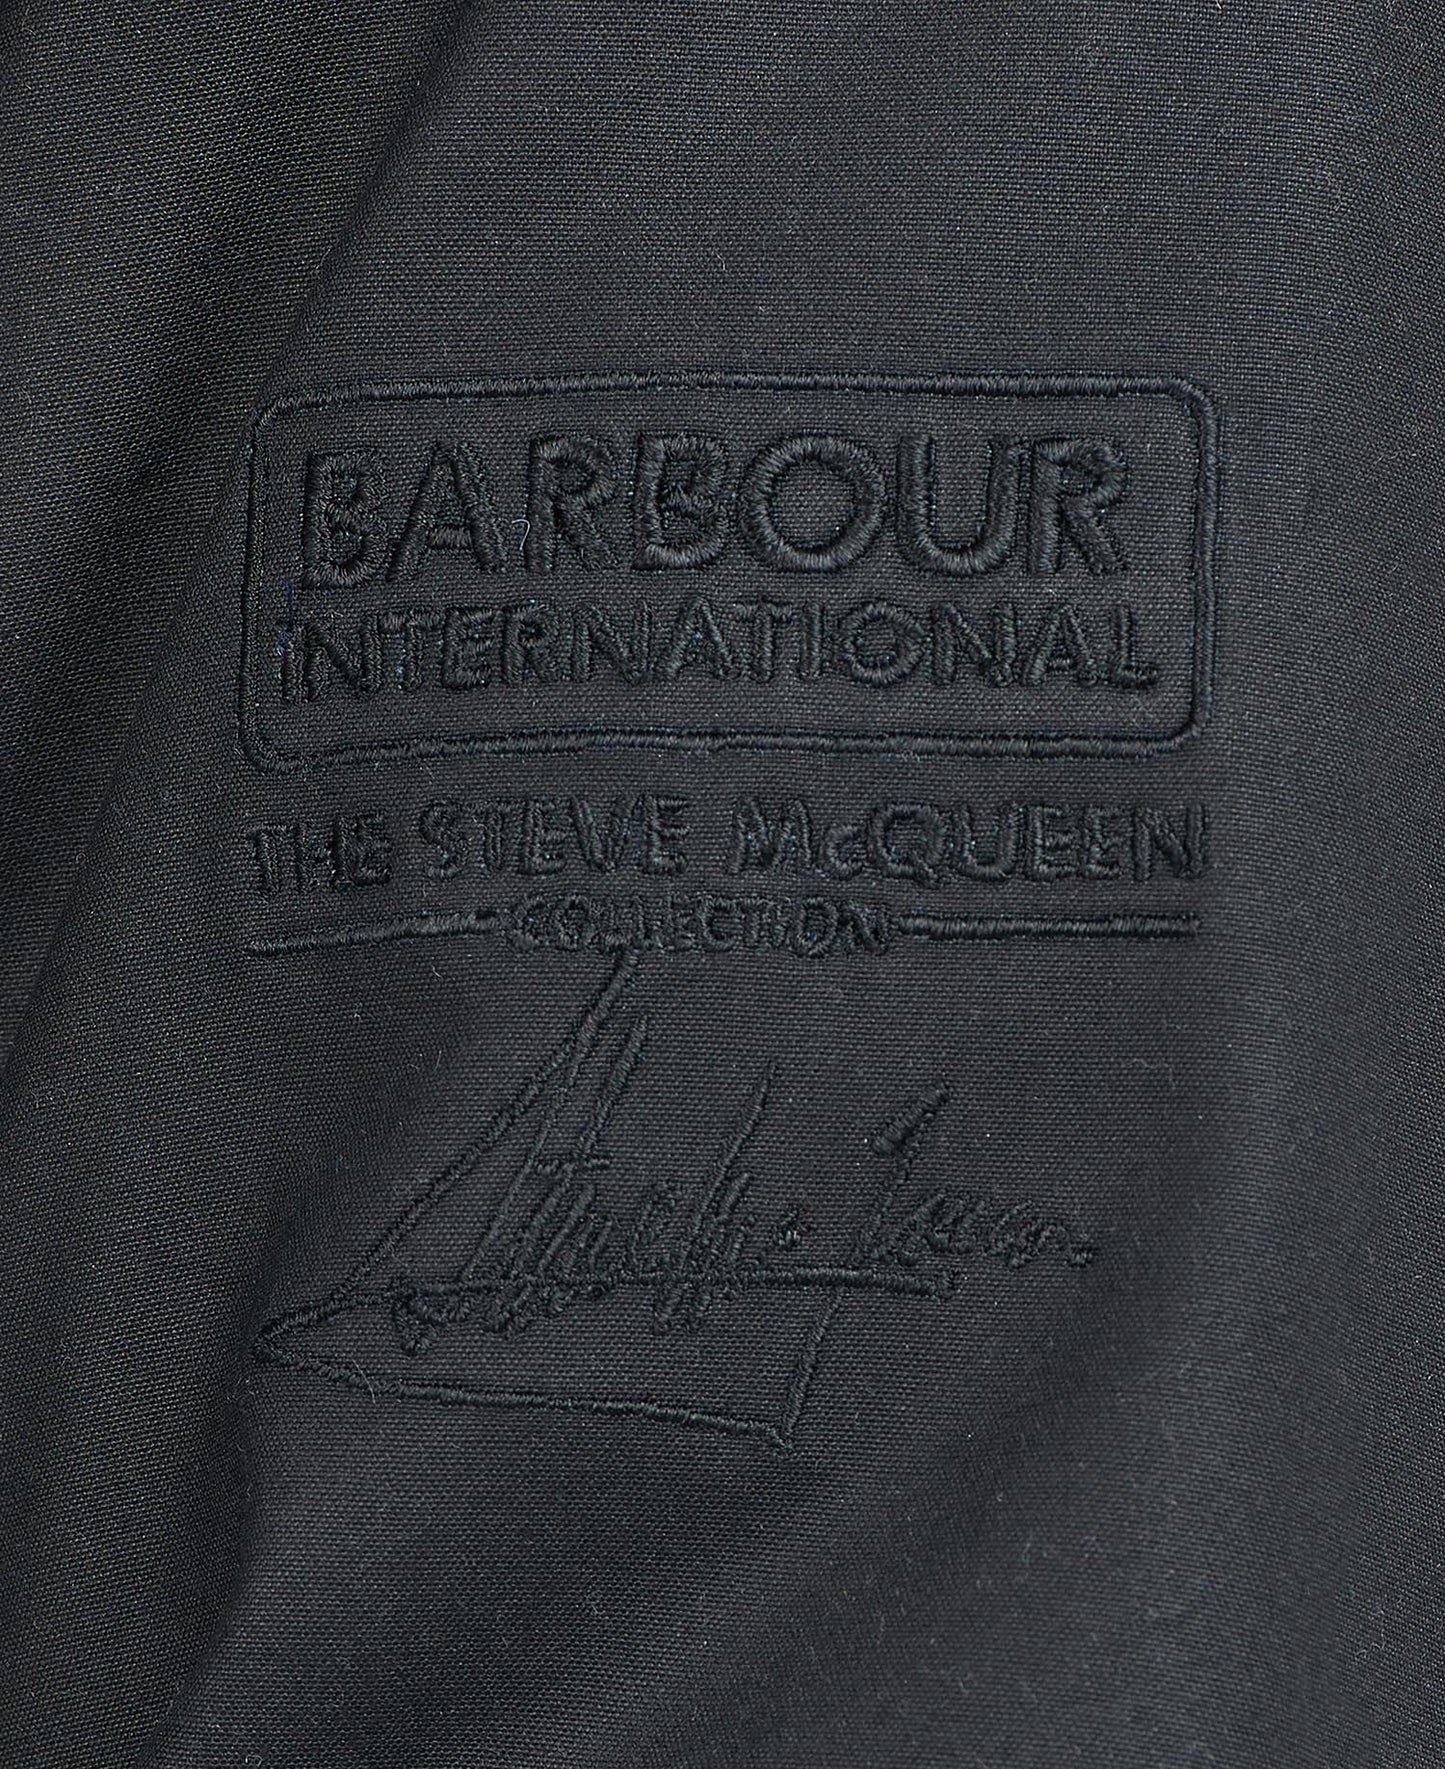 BARBOUR
INTERNATIONAL
THE STEVE McQUEEN
COLLECTION